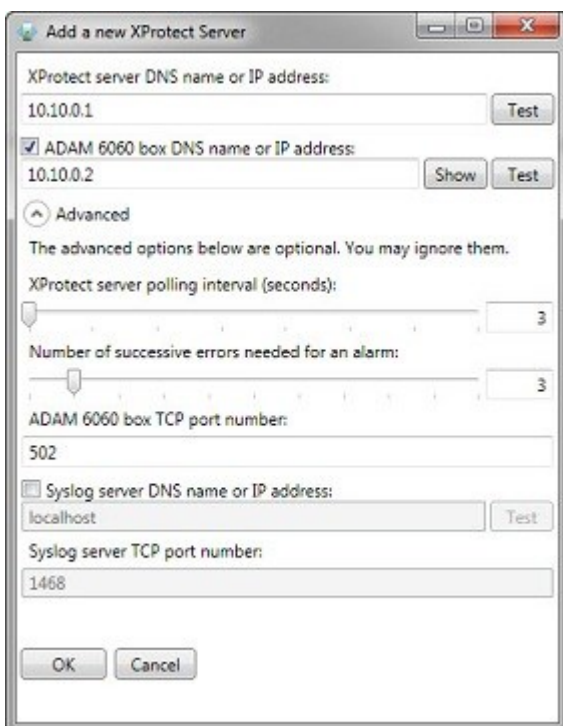 Add a new XProtect Server
XProtect server DNS name or IP address:
10.10.0.1
Test
ADAM 6060 box DNS name or IP address:
10.10.0.2
Show
Test
Advanced
The advanced options below are optional. You may ignore them.
XProtect server polling interval (seconds):
3
Number of successive errors needed for an alarm:
3
ADAM 6060 box TCP port number:
502
Syslog server DNS name or IP address:
localhost
Test
Syslog server TCP port number:
1468
OK
Cancel